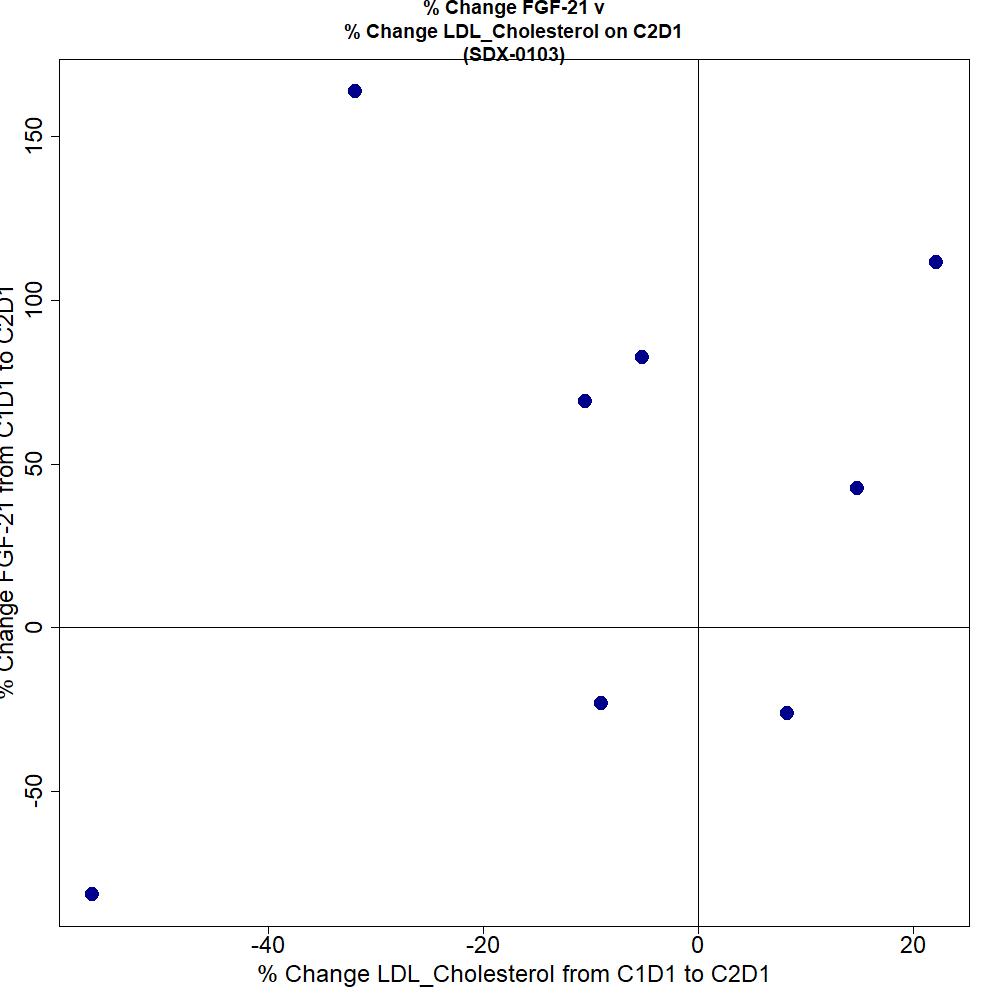 % Change FGF-21 v
% Change LDL_Cholesterol on C2D1
(SDX-0103)
% Change FGF-21 from C1D1 to C2D1
150
100
50
0
-50
-40
-20
0
20
% Change LDL_Cholesterol from C1D1 to C2D1